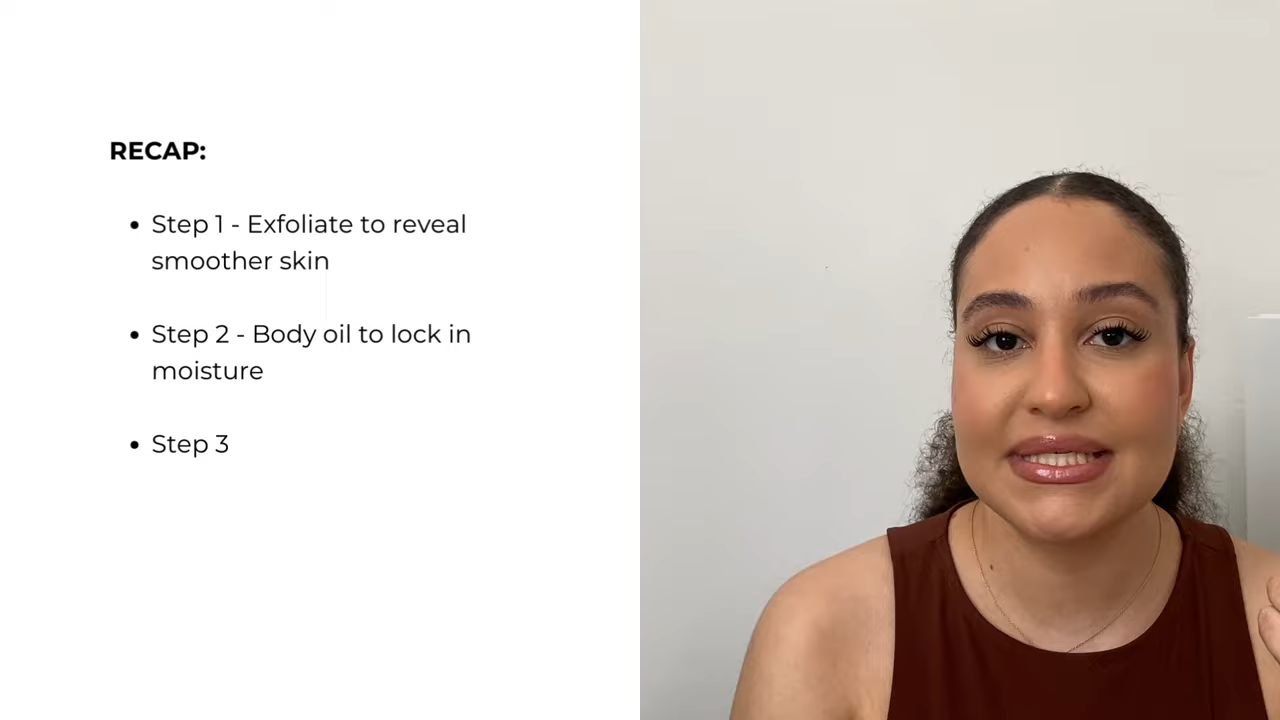 RECAP:
Step 1 - Exfoliate to reveal
smoother skin
Step 2 - Body oil to lock in
moisture
Step 3